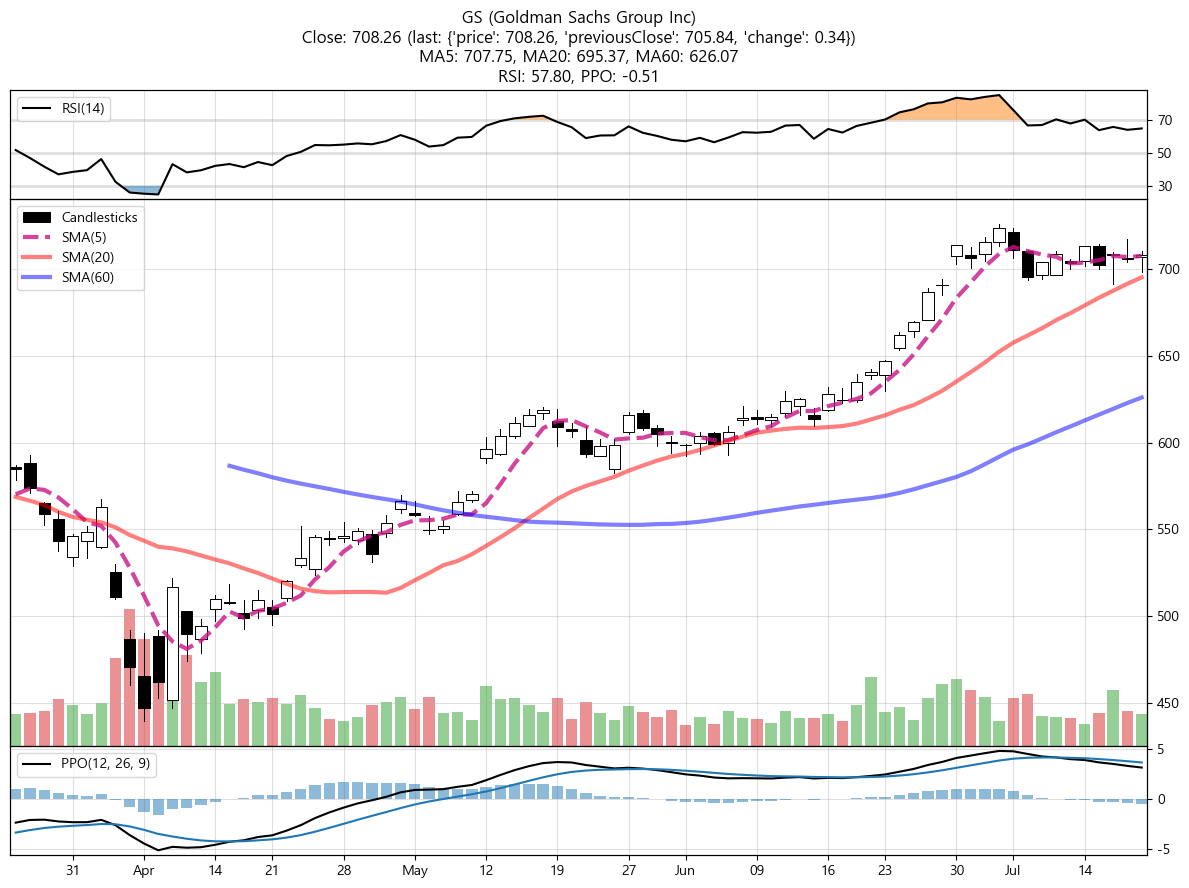 GS (Goldman Sachs Group Inc)
Close: 708.26 (last: {'price': 708.26, 'previousClose': 705.84, 'change': 0.34})
MA5: 707.75, MA20: 695.37, MA60: 626.07
RSI: 57.80, PPO: -0.51
RSI(14)
70
50
30
Candlesticks
SMA(5)
SMA(20)
SMA(60)
700
650
600
550
500
450
PPO(12, 26, 9)
5
0
-5
31 Apr 14 21 28 May 12 19 27 Jun 09 16 23 30 Jul 14